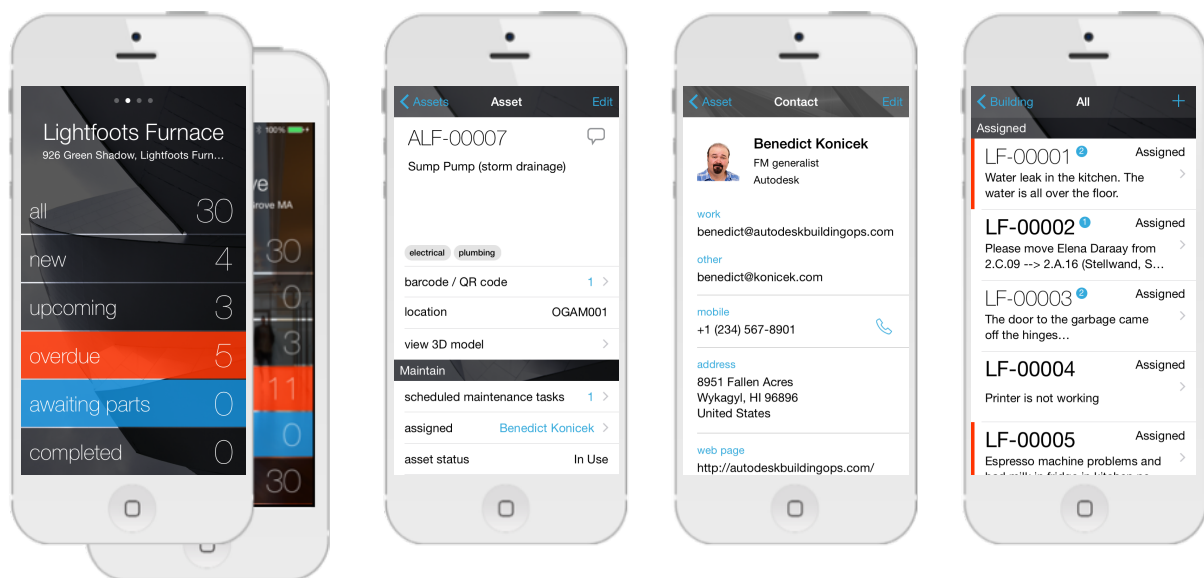 Lightfoots Furnace
926 Green Shadow, Lightfoots Furn...
all 30
new 4
upcoming 3
overdue 5
awaiting parts 0
completed 0
100%
ve
rove MA
30
0
3
11
0
30
Assets Asset Edit
ALF-00007
Sump Pump (storm drainage)
electrical plumbing
barcode / QR code 1
location OGAM001
view 3D model
Maintain
scheduled maintenance tasks 1
assigned Benedict Konicek
asset status In Use
Asset Contact Edit
Benedict Konicek
FM generalist
Autodesk
work
benedict@autodeskbuildingops.com
other
benedict@konicek.com
mobile
+1 (234) 567-8901
address
8951 Fallen Acres
Wykagyl, HI 96896
United States
web page
http://autodeskbuildingops.com/
Building All +
Assigned
LF-00001 2 Assigned
Water leak in the kitchen. The
water is all over the floor.
LF-00002 1 Assigned
Please move Elena Daraay from
2.C.09 --> 2.A.16 (Stellwand, S...
LF-00003 2 Assigned
The door to the garbage came
off the hinges...
LF-00004 Assigned
Printer is not working
LF-00005 Assigned
Espresso machine problems and